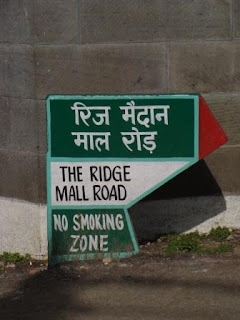 रिज मैदान
माल रोड़
THE RIDGE
MALL ROAD
NO SMOKING
ZONE